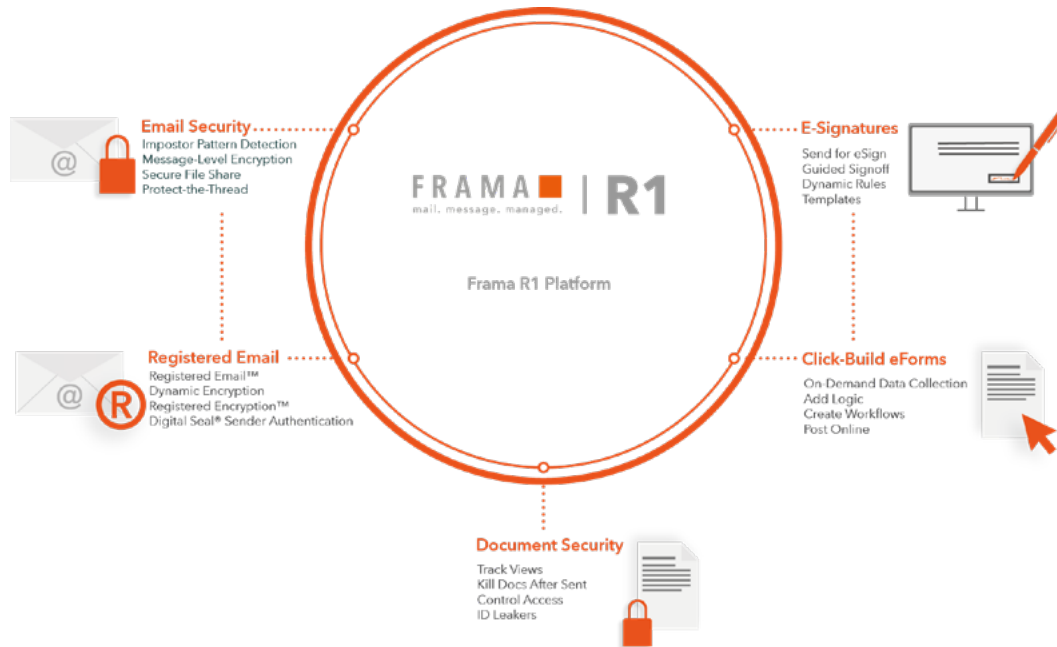 Email Security
Impostor Pattern Detection
Message-Level Encryption
Secure File Share
Protect-the-Thread
@
E-Signatures
Send for eSign
Guided Signoff
Dynamic Rules
Templates
FRAMA | R1
mail. message. managed.
Frama R1 Platform
Registered Email
Registered Email™
Dynamic Encryption
Registered Encryption™
Digital Seal® Sender Authentication
@
R
Click-Build eForms
On-Demand Data Collection
Add Logic
Create Workflows
Post Online
Document Security
Track Views
Kill Docs After Sent
Control Access
ID Leakers